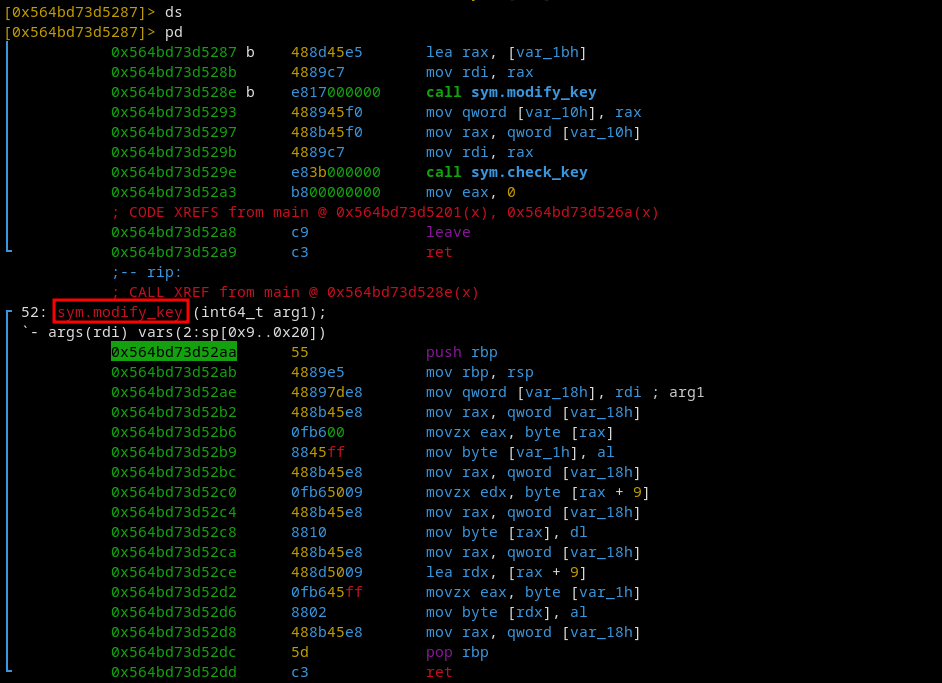 [0x564bd73d5287]> ds
[0x564bd73d5287]> pd
0x564bd73d5287 b 488d45e5 lea rax, [var_1bh]
0x564bd73d528b 4889c7 mov rdi, rax
0x564bd73d528e b e817000000 call sym.modify_key
0x564bd73d5293 488945f0 mov qword [var_10h], rax
0x564bd73d5297 488b45f0 mov rax, qword [var_10h]
0x564bd73d529b 4889c7 mov rdi, rax
0x564bd73d529e e83b000000 call sym.check_key
0x564bd73d52a3 b800000000 mov eax, 0
; CODE XREFS from main @ 0x564bd73d5201(x), 0x564bd73d526a(x)
0x564bd73d52a8 c9 leave
0x564bd73d52a9 c3 ret
;-- rip:
; CALL XREF from main @ 0x564bd73d528e(x)
52: sym.modify_key (int64_t arg1);
`- args(rdi) vars(2:sp[0x9..0x20])
0x564bd73d52aa 55 push rbp
0x564bd73d52ab 4889e5 mov rbp, rsp
0x564bd73d52ae 48897de8 mov qword [var_18h], rdi ; arg1
0x564bd73d52b2 488b45e8 mov rax, qword [var_18h]
0x564bd73d52b6 0fb600 movzx eax, byte [rax]
0x564bd73d52b9 8845ff mov byte [var_1h], al
0x564bd73d52bc 488b45e8 mov rax, qword [var_18h]
0x564bd73d52c0 0fb65009 movzx edx, byte [rax + 9]
0x564bd73d52c4 488b45e8 mov rax, qword [var_18h]
0x564bd73d52c8 8810 mov byte [rax], dl
0x564bd73d52ca 488b45e8 mov rax, qword [var_18h]
0x564bd73d52ce 488d5009 lea rdx, [rax + 9]
0x564bd73d52d2 0fb645ff movzx eax, byte [var_1h]
0x564bd73d52d6 8802 mov byte [rdx], al
0x564bd73d52d8 488b45e8 mov rax, qword [var_18h]
0x564bd73d52dc 5d pop rbp
0x564bd73d52dd c3 ret